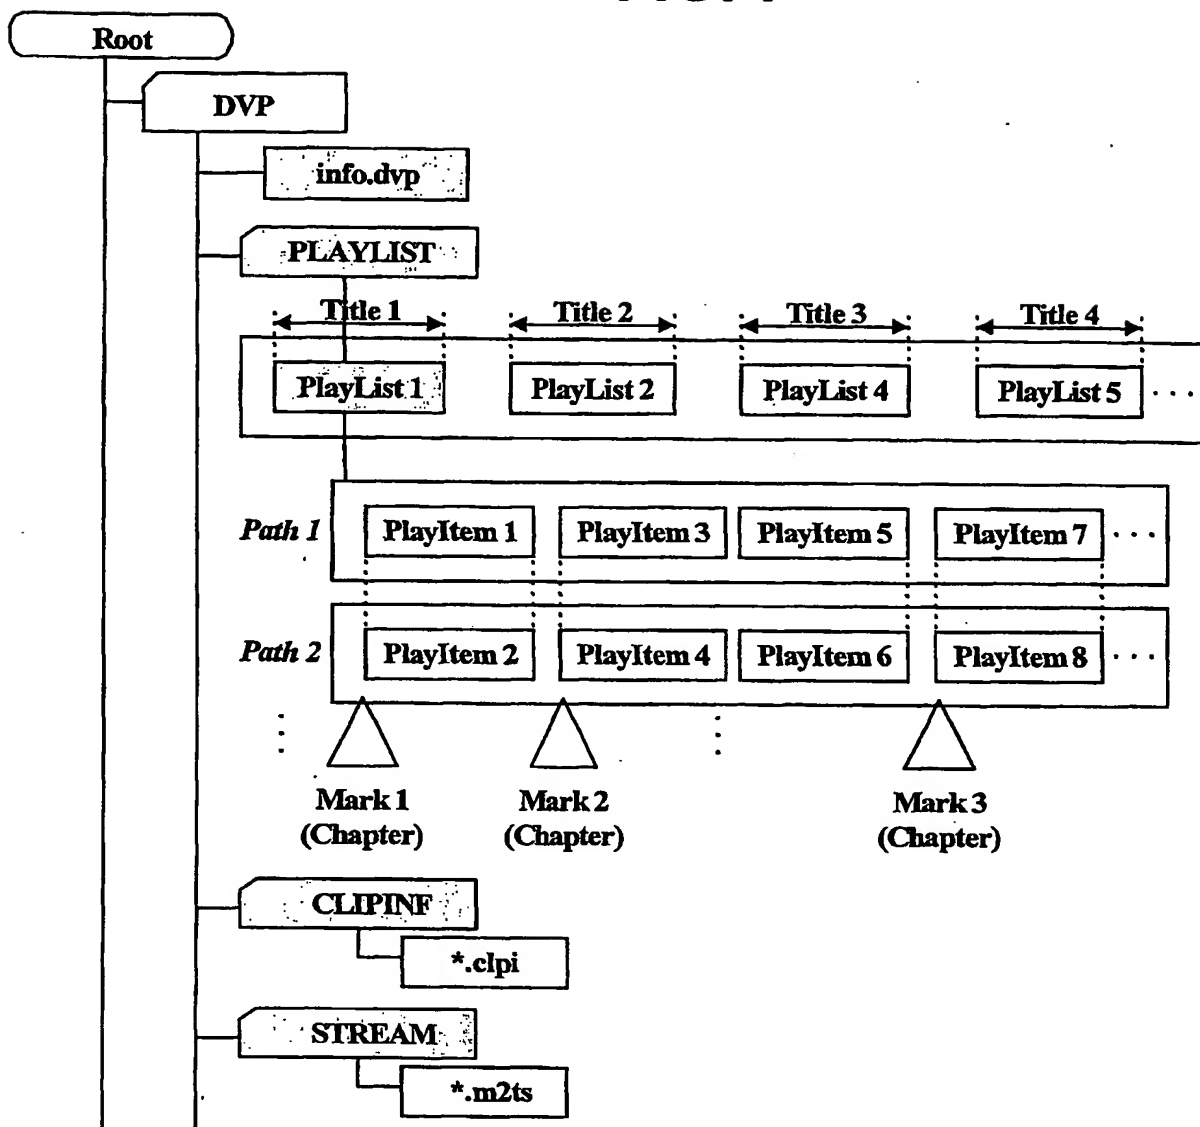 Root
DVP
info.dvp
PLAYLIST
Title 1 Title 2 Title 3 Title 4
PlayList 1 PlayList 2 PlayList 4 PlayList 5 . . .
Path 1 PlayItem 1 PlayItem 3 PlayItem 5 PlayItem 7 . . .
Path 2 PlayItem 2 PlayItem 4 PlayItem 6 PlayItem 8 . . .
Mark 1 Mark 2 Mark 3
(Chapter) (Chapter) (Chapter)
CLIPINF
*.clpi
STREAM
*.m2ts